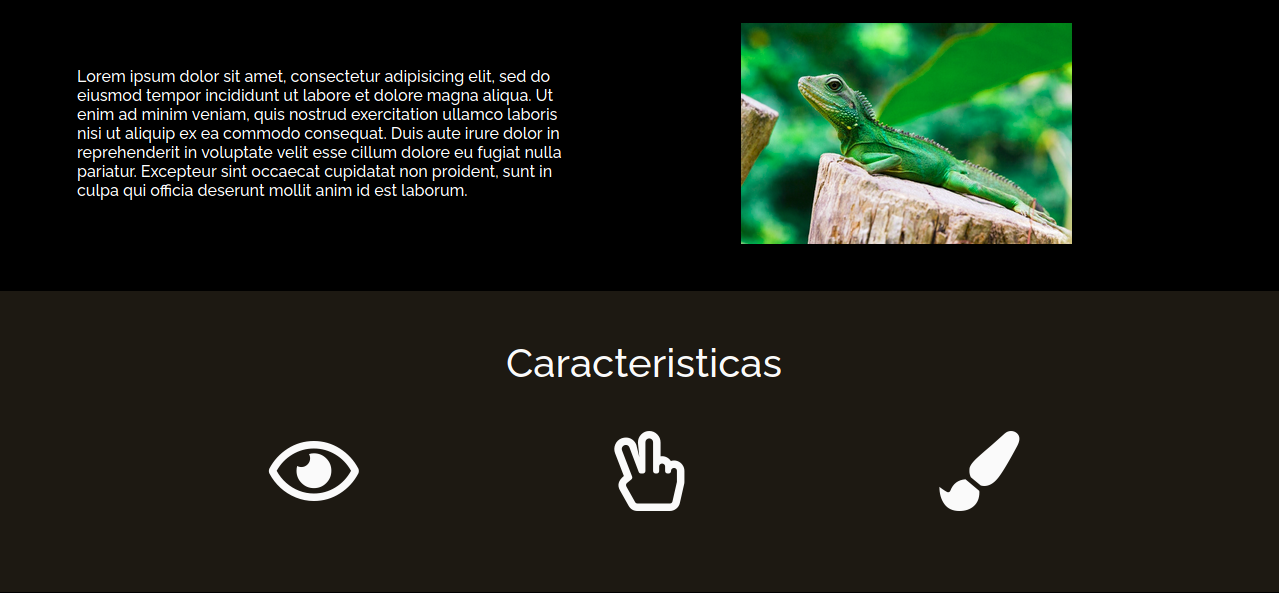 Lorem ipsum dolor sit amet, consectetur adipisicing elit, sed do
eiusmod tempor incididunt ut labore et dolore magna aliqua. Ut
enim ad minim veniam, quis nostrud exercitation ullamco laboris
nisi ut aliquip ex ea commodo consequat. Duis aute irure dolor in
reprehenderit in voluptate velit esse cillum dolore eu fugiat nulla
pariatur. Excepteur sint occaecat cupidatat non proident, sunt in
culpa qui officia deserunt mollit anim id est laborum.
Caracteristicas